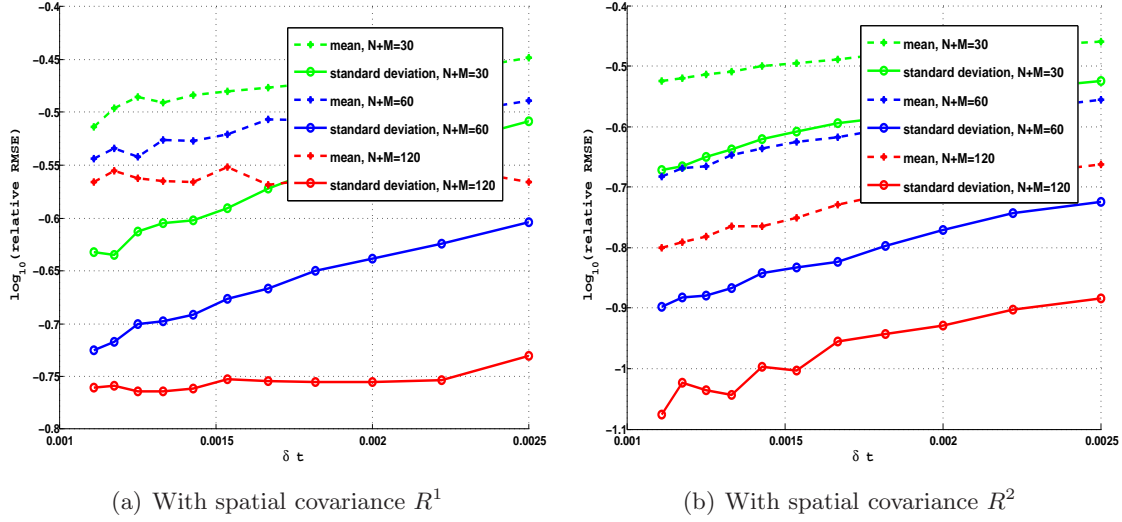 −0.4
−0.45
−0.5
−0.55
−0.6
−0.65
−0.7
−0.75
−0.8
log10(relative RMSE)
mean, N+M=30
standard deviation, N+M=30
mean, N+M=60
standard deviation, N+M=60
mean, N+M=120
standard deviation, N+M=120
0.001
0.0015
0.002
0.0025
δ t
(a) With spatial covariance R¹
−0.4
−0.5
−0.6
−0.7
−0.8
−0.9
−1
−1.1
log10(relative RMSE)
mean, N+M=30
standard deviation, N+M=30
mean, N+M=60
standard deviation, N+M=60
mean, N+M=120
standard deviation, N+M=120
0.001
0.0015
0.002
0.0025
δ t
(b) With spatial covariance R²